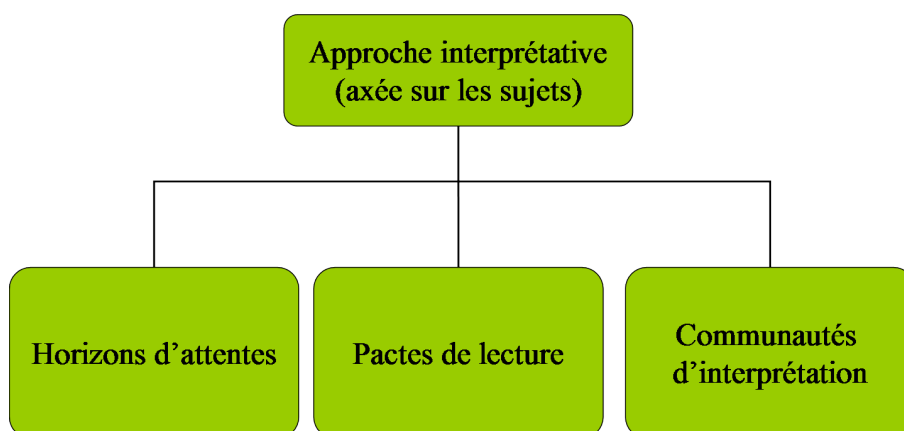 Approche interprétative
(axée sur les sujets)
Horizons d'attentes
Pactes de lecture
Communautés
d'interprétation